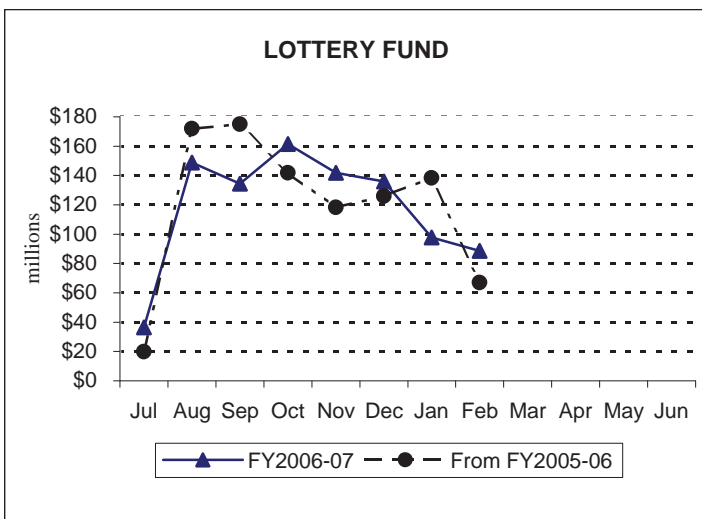 LOTTERY FUND
millions
$180
$160
$140
$120
$100
$80
$60
$40
$20
$0
Jul Aug Sep Oct Nov Dec Jan Feb Mar Apr May Jun
FY2006-07 From FY2005-06